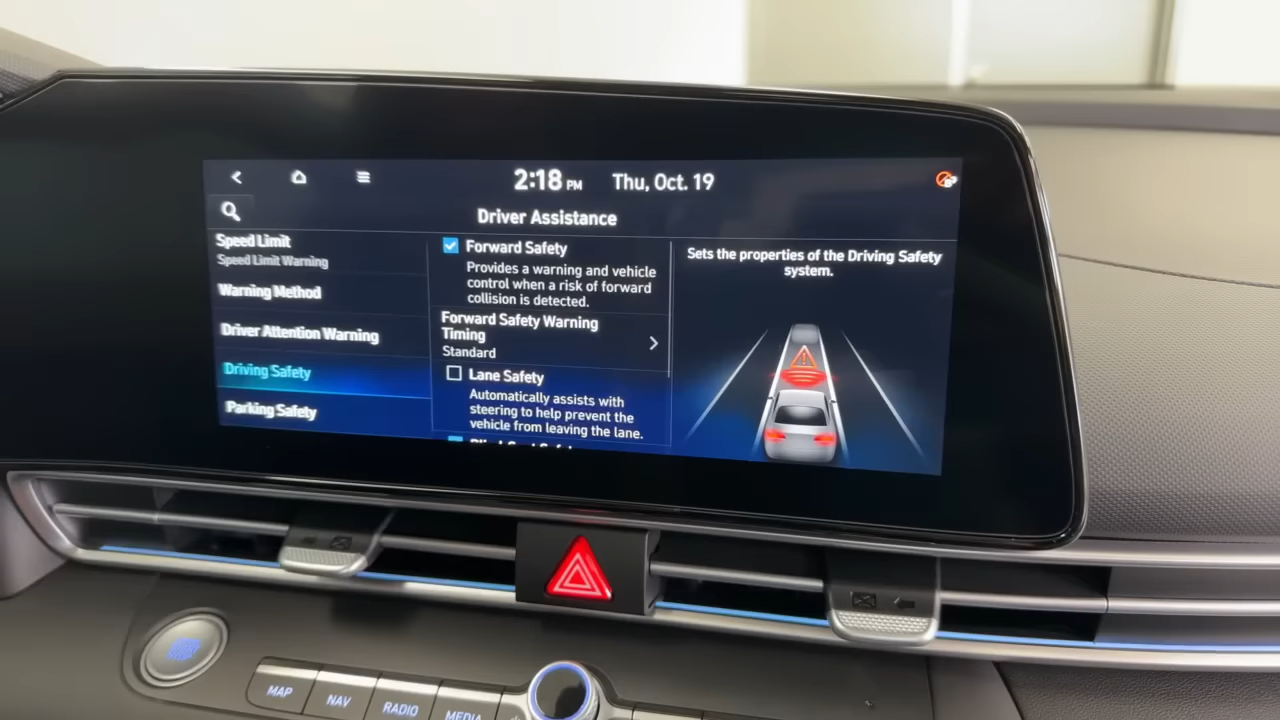 2:18 PM Thu, Oct. 19
Driver Assistance
Speed Limit
Speed Limit Warning
Warning Method
Driver Attention Warning
Driving Safety
Parking Safety
Forward Safety
Provides a warning and vehicle
control when a risk of forward
collision is detected.
Forward Safety Warning
Timing
Standard
Lane Safety
Automatically assists with
steering to help prevent the
vehicle from leaving the lane.
Sets the properties of the Driving Safety
system.
MAP
NAV
RADIO
MEDIA